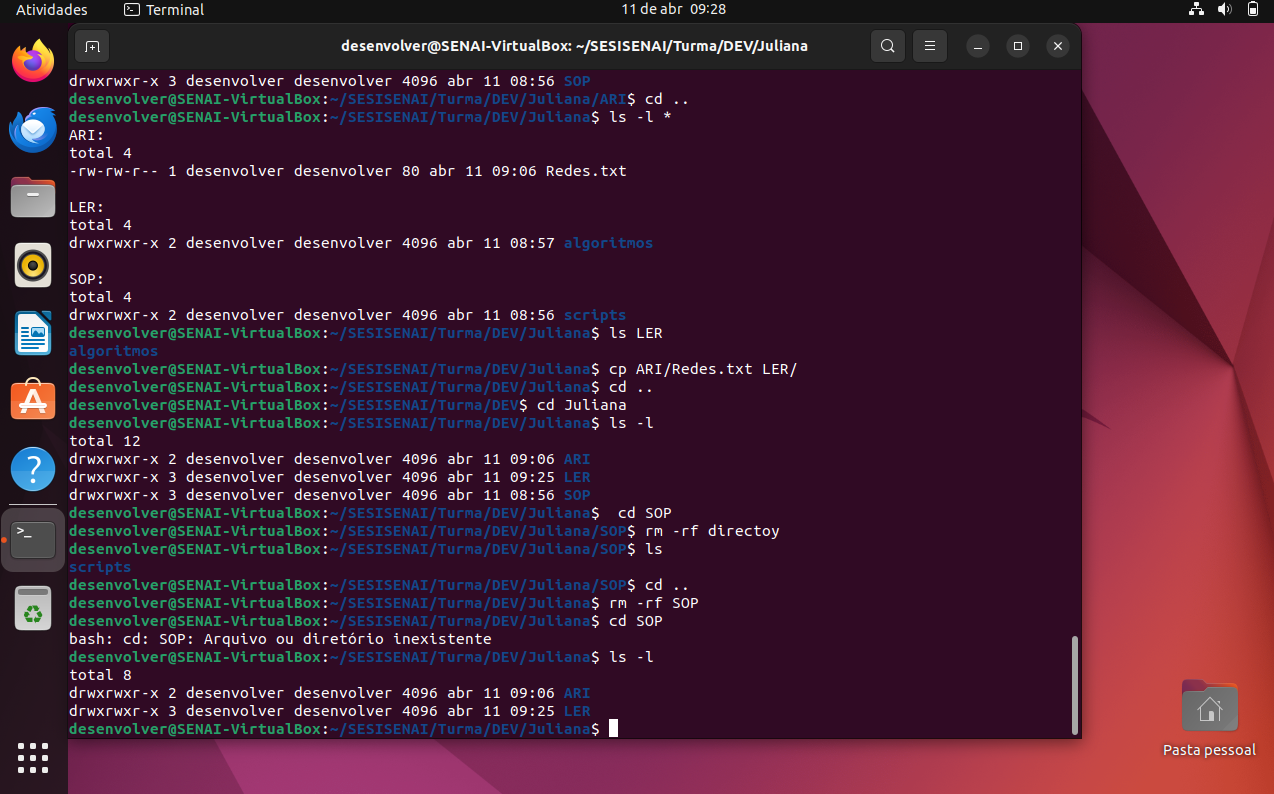 Atividades
Terminal
11 de abr 09:28
desenvolver@SENAI-VirtualBox: ~/SESISENAI/Turma/DEV/Juliana
drwxrwxr-x 3 desenvolver desenvolver 4096 abr 11 08:56 SOP
desenvolver@SENAI-VirtualBox:~/SESISENAI/Turma/DEV/Juliana/ARI$ cd ..
desenvolver@SENAI-VirtualBox:~/SESISENAI/Turma/DEV/Juliana$ ls -l *
ARI:
total 4
-rw-rw-r-- 1 desenvolver desenvolver 80 abr 11 09:06 Redes.txt
LER:
total 4
drwxrwxr-x 2 desenvolver desenvolver 4096 abr 11 08:57 algoritmos
SOP:
total 4
drwxrwxr-x 2 desenvolver desenvolver 4096 abr 11 08:56 scripts
desenvolver@SENAI-VirtualBox:~/SESISENAI/Turma/DEV/Juliana$ ls LER
algoritmos
desenvolver@SENAI-VirtualBox:~/SESISENAI/Turma/DEV/Juliana$ cp ARI/Redes.txt LER/
desenvolver@SENAI-VirtualBox:~/SESISENAI/Turma/DEV/Juliana$ cd ..
desenvolver@SENAI-VirtualBox:~/SESISENAI/Turma/DEV$ cd Juliana
desenvolver@SENAI-VirtualBox:~/SESISENAI/Turma/DEV/Juliana$ ls -l
total 12
drwxrwxr-x 2 desenvolver desenvolver 4096 abr 11 09:06 ARI
drwxrwxr-x 3 desenvolver desenvolver 4096 abr 11 09:25 LER
drwxrwxr-x 3 desenvolver desenvolver 4096 abr 11 08:56 SOP
desenvolver@SENAI-VirtualBox:~/SESISENAI/Turma/DEV/Juliana$  cd SOP
desenvolver@SENAI-VirtualBox:~/SESISENAI/Turma/DEV/Juliana/SOP$ rm -rf directoy
desenvolver@SENAI-VirtualBox:~/SESISENAI/Turma/DEV/Juliana/SOP$ ls
scripts
desenvolver@SENAI-VirtualBox:~/SESISENAI/Turma/DEV/Juliana/SOP$ cd ..
desenvolver@SENAI-VirtualBox:~/SESISENAI/Turma/DEV/Juliana$ rm -rf SOP
desenvolver@SENAI-VirtualBox:~/SESISENAI/Turma/DEV/Juliana$ cd SOP
bash: cd: SOP: Arquivo ou diretório inexistente
desenvolver@SENAI-VirtualBox:~/SESISENAI/Turma/DEV/Juliana$ ls -l
total 8
drwxrwxr-x 2 desenvolver desenvolver 4096 abr 11 09:06 ARI
drwxrwxr-x 3 desenvolver desenvolver 4096 abr 11 09:25 LER
desenvolver@SENAI-VirtualBox:~/SESISENAI/Turma/DEV/Juliana$
Pasta pessoal